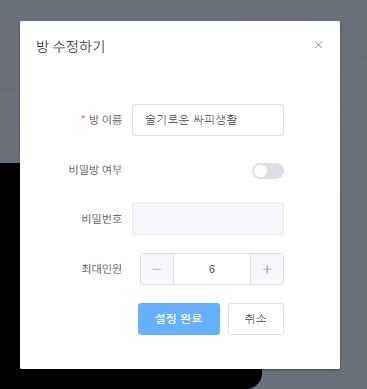 방 수정하기
* 방 이름
술기로운 싸피생활
비밀방 여부
비밀번호
최대인원
6
설정 완료
취소